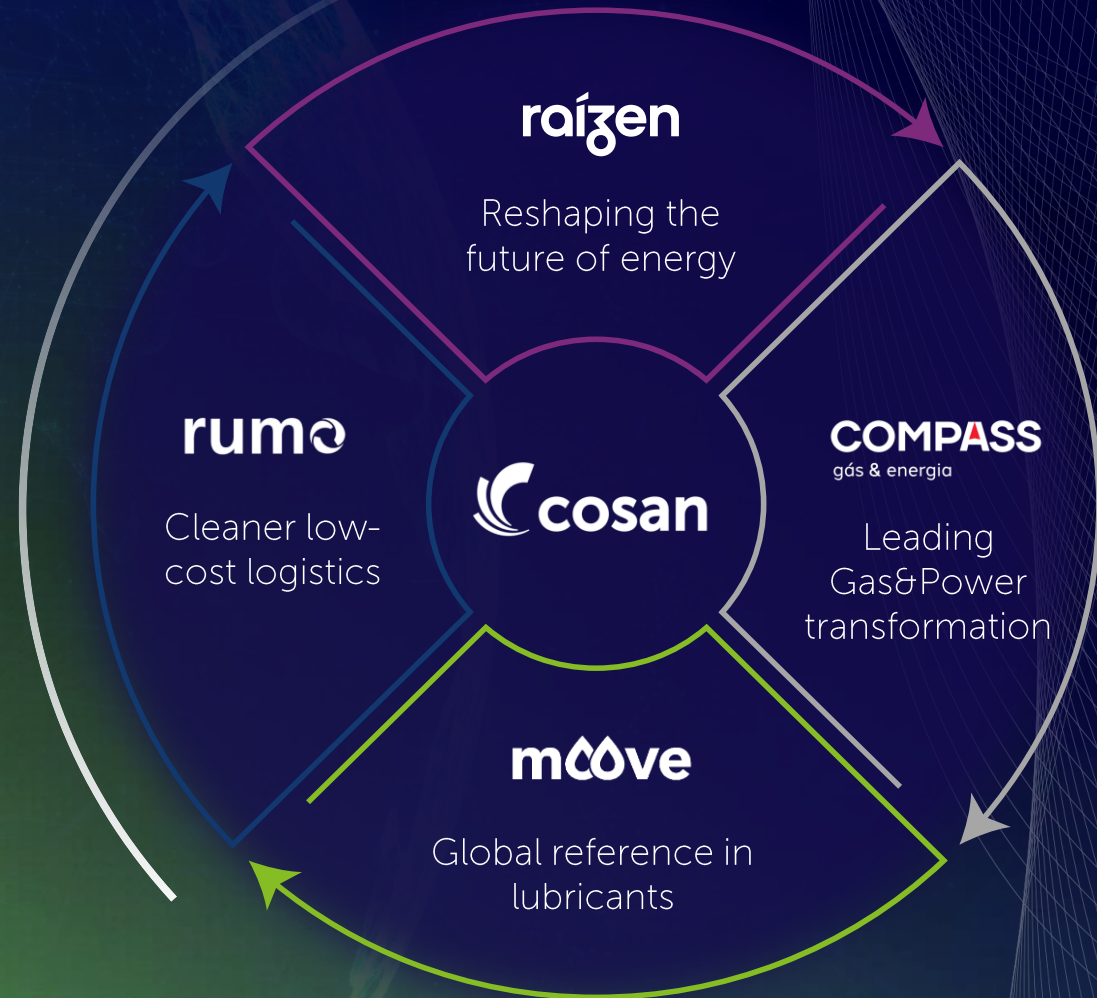 raízen
Reshaping the
future of energy
rumo
Cleaner low-
cost logistics
cosan
COMPASS
gás & energia
Leading
Gas&Power
transformation
moove
Global reference in
lubricants